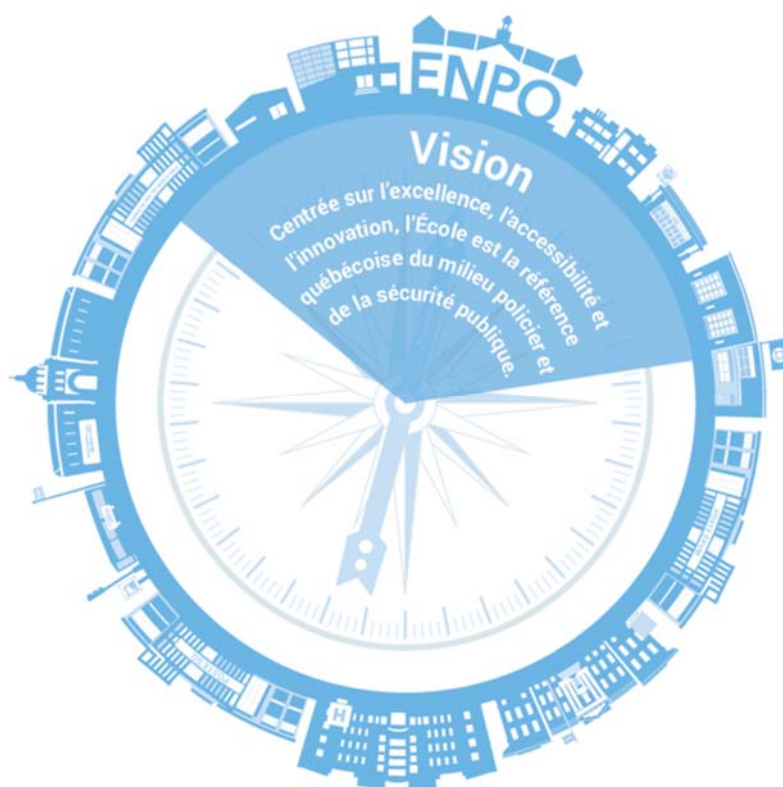 ENPQ
Vision
Centrée sur l'excellence, l'accessibilité et
l'innovation, l'École est la référence
québécoise du milieu policier et
de la sécurité publique.
H